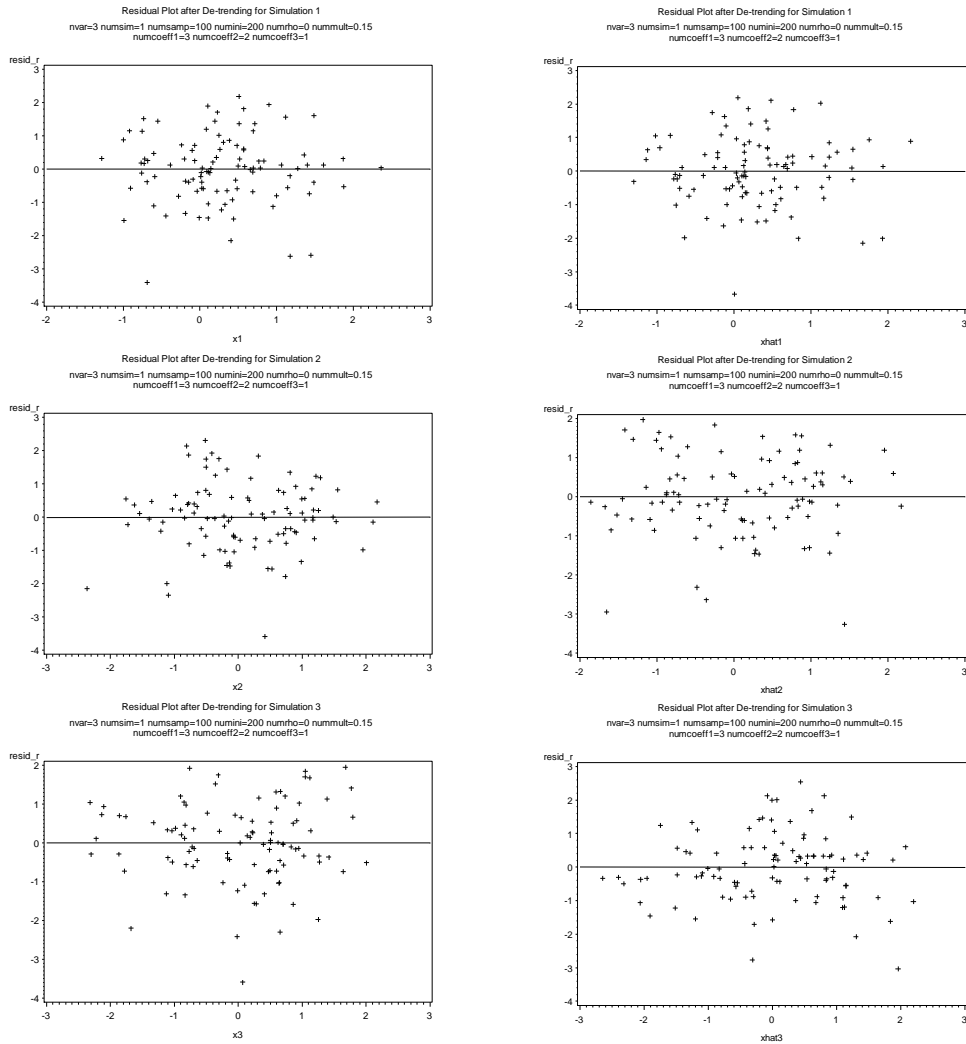 Residual Plot after De-trending for Simulation 1
nvar=3 numsim=1 numsamp=100 numini=200 numrho=0 nummult=0.15
numcoeff1=3 numcoeff2=2 numcoeff3=1
resid_r
3
2
1
0
-1
-2
-3
-4
-2
-1
0
1
2
3
x1
Residual Plot after De-trending for Simulation 1
nvar=3 numsim=1 numsamp=100 numini=200 numrho=0 nummult=0.15
numcoeff1=3 numcoeff2=2 numcoeff3=1
resid_r
3
2
1
0
-1
-2
-3
-4
-2
-1
0
1
2
3
xhat1
Residual Plot after De-trending for Simulation 2
nvar=3 numsim=1 numsamp=100 numini=200 numrho=0 nummult=0.15
numcoeff1=3 numcoeff2=2 numcoeff3=1
resid_r
3
2
1
0
-1
-2
-3
-4
-3
-2
-1
0
1
2
3
x2
Residual Plot after De-trending for Simulation 2
nvar=3 numsim=1 numsamp=100 numini=200 numrho=0 nummult=0.15
numcoeff1=3 numcoeff2=2 numcoeff3=1
resid_r
2
1
0
-1
-2
-3
-4
-2
-1
0
1
2
3
xhat2
Residual Plot after De-trending for Simulation 3
nvar=3 numsim=1 numsamp=100 numini=200 numrho=0 nummult=0.15
numcoeff1=3 numcoeff2=2 numcoeff3=1
resid_r
2
1
0
-1
-2
-3
-4
-3
-2
-1
0
1
2
3
x3
Residual Plot after De-trending for Simulation 3
nvar=3 numsim=1 numsamp=100 numini=200 numrho=0 nummult=0.15
numcoeff1=3 numcoeff2=2 numcoeff3=1
resid_r
3
2
1
0
-1
-2
-3
-4
-3
-2
-1
0
1
2
3
xhat3